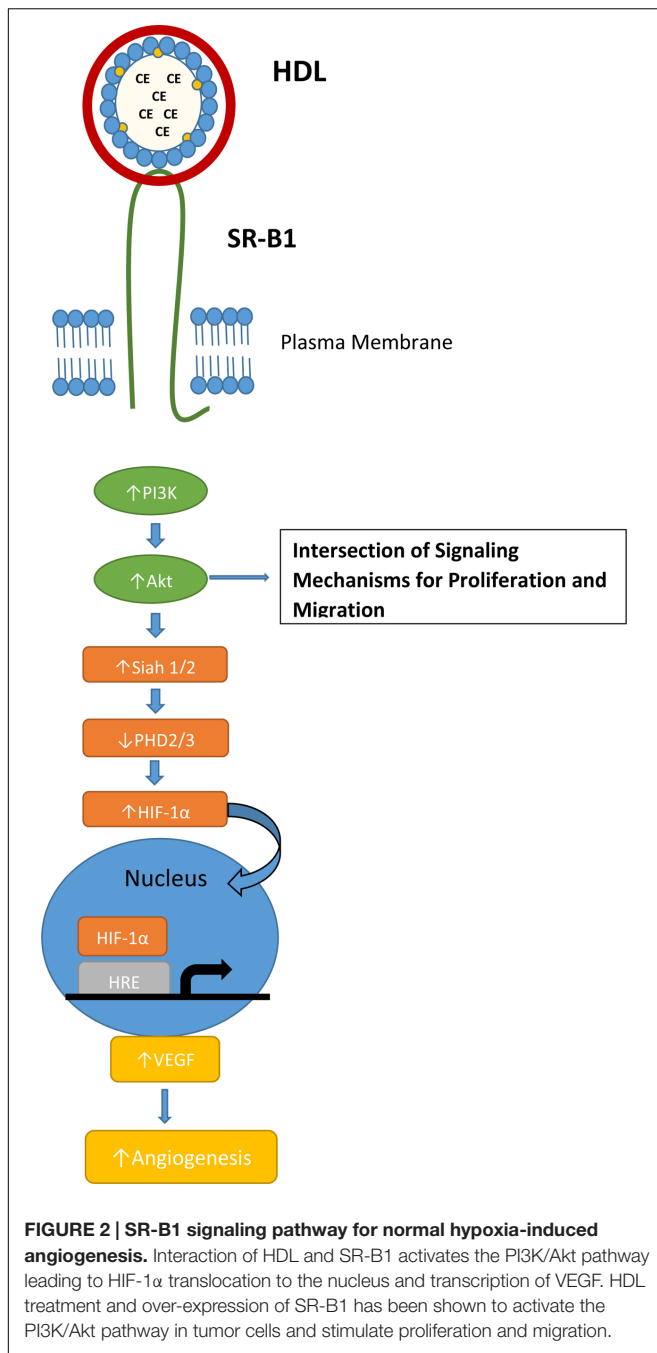 HDL
CE CE
CE
CE CE
CE
SR-B1
Plasma Membrane
↑PI3K
↑Akt
Intersection of Signaling
Mechanisms for Proliferation and
Migration
↑Siah 1/2
↓PHD2/3
↑HIF-1α
Nucleus
HIF-1α
HRE
↑VEGF
↑Angiogenesis
FIGURE 2 | SR-B1 signaling pathway for normal hypoxia-induced
angiogenesis. Interaction of HDL and SR-B1 activates the PI3K/Akt pathway
leading to HIF-1α translocation to the nucleus and transcription of VEGF. HDL
treatment and over-expression of SR-B1 has been shown to activate the
PI3K/Akt pathway in tumor cells and stimulate proliferation and migration.